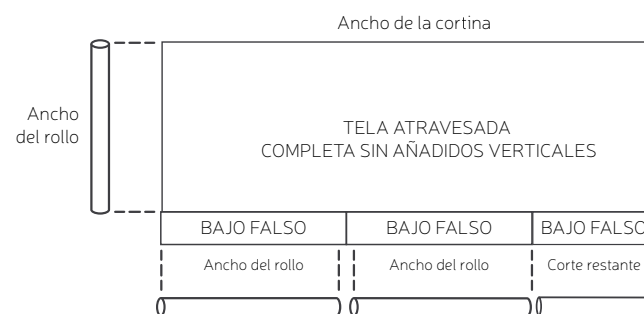 Ancho de la cortina
Ancho
del rollo
TELA ATRAVESADA
COMPLETA SIN AÑADIDOS VERTICALES
BAJO FALSO
BAJO FALSO
BAJO FALSO
Ancho del rollo
Ancho del rollo
Corte restante